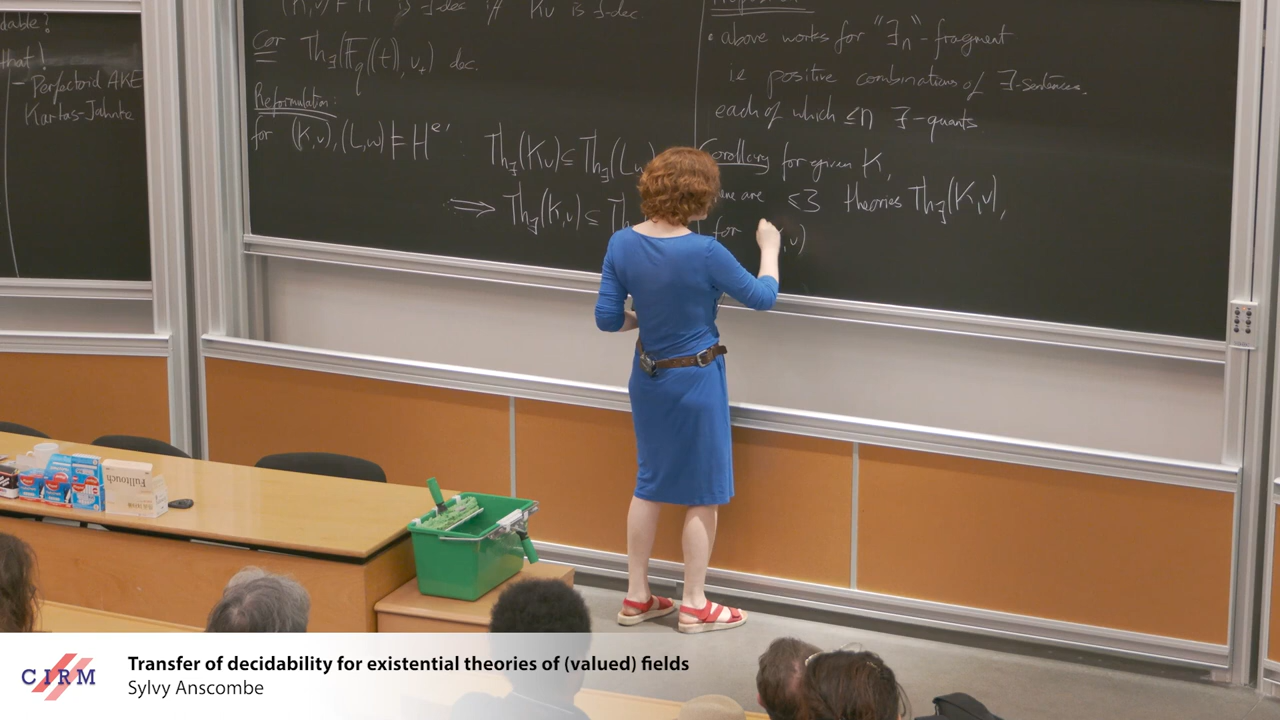 dable?
that!
– Perfectoid AKE
Kartas-Jahnke
(K,v) ⊨ H is ∃-dec iff Kv is ∃-dec.
Cor Th∃(𝔽q((t)), vt) dec.
Reformulation:
for (K,v), (L,w) ⊨ H^e' : Th∃(Kv) ⊆ Th∃(Lw
⟹ Th∃(K,v) ⊆ Th
• above works for "∃n"-fragment
ie positive combinations of ∃-sentences,
each of which ≤n ∃-quants
Corollary for given K,
are ≤3 theories Th∃(K,v),
for ,v)
Fulltouch
CIRM
Transfer of decidability for existential theories of (valued) fields
Sylvy Anscombe